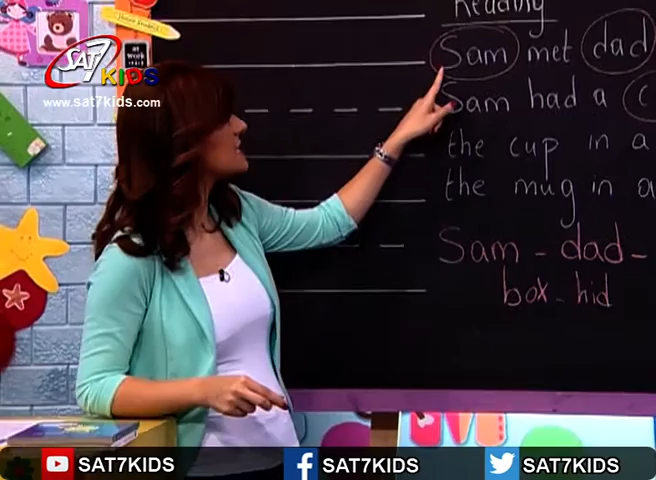 SAT7
KIDS
www.sat7kids.com
Reading
Sam met dad
Sam had a c
the cup in a
the mug in a
Sam - dad -
box - hid
SAT7KIDS
SAT7KIDS
SAT7KIDS